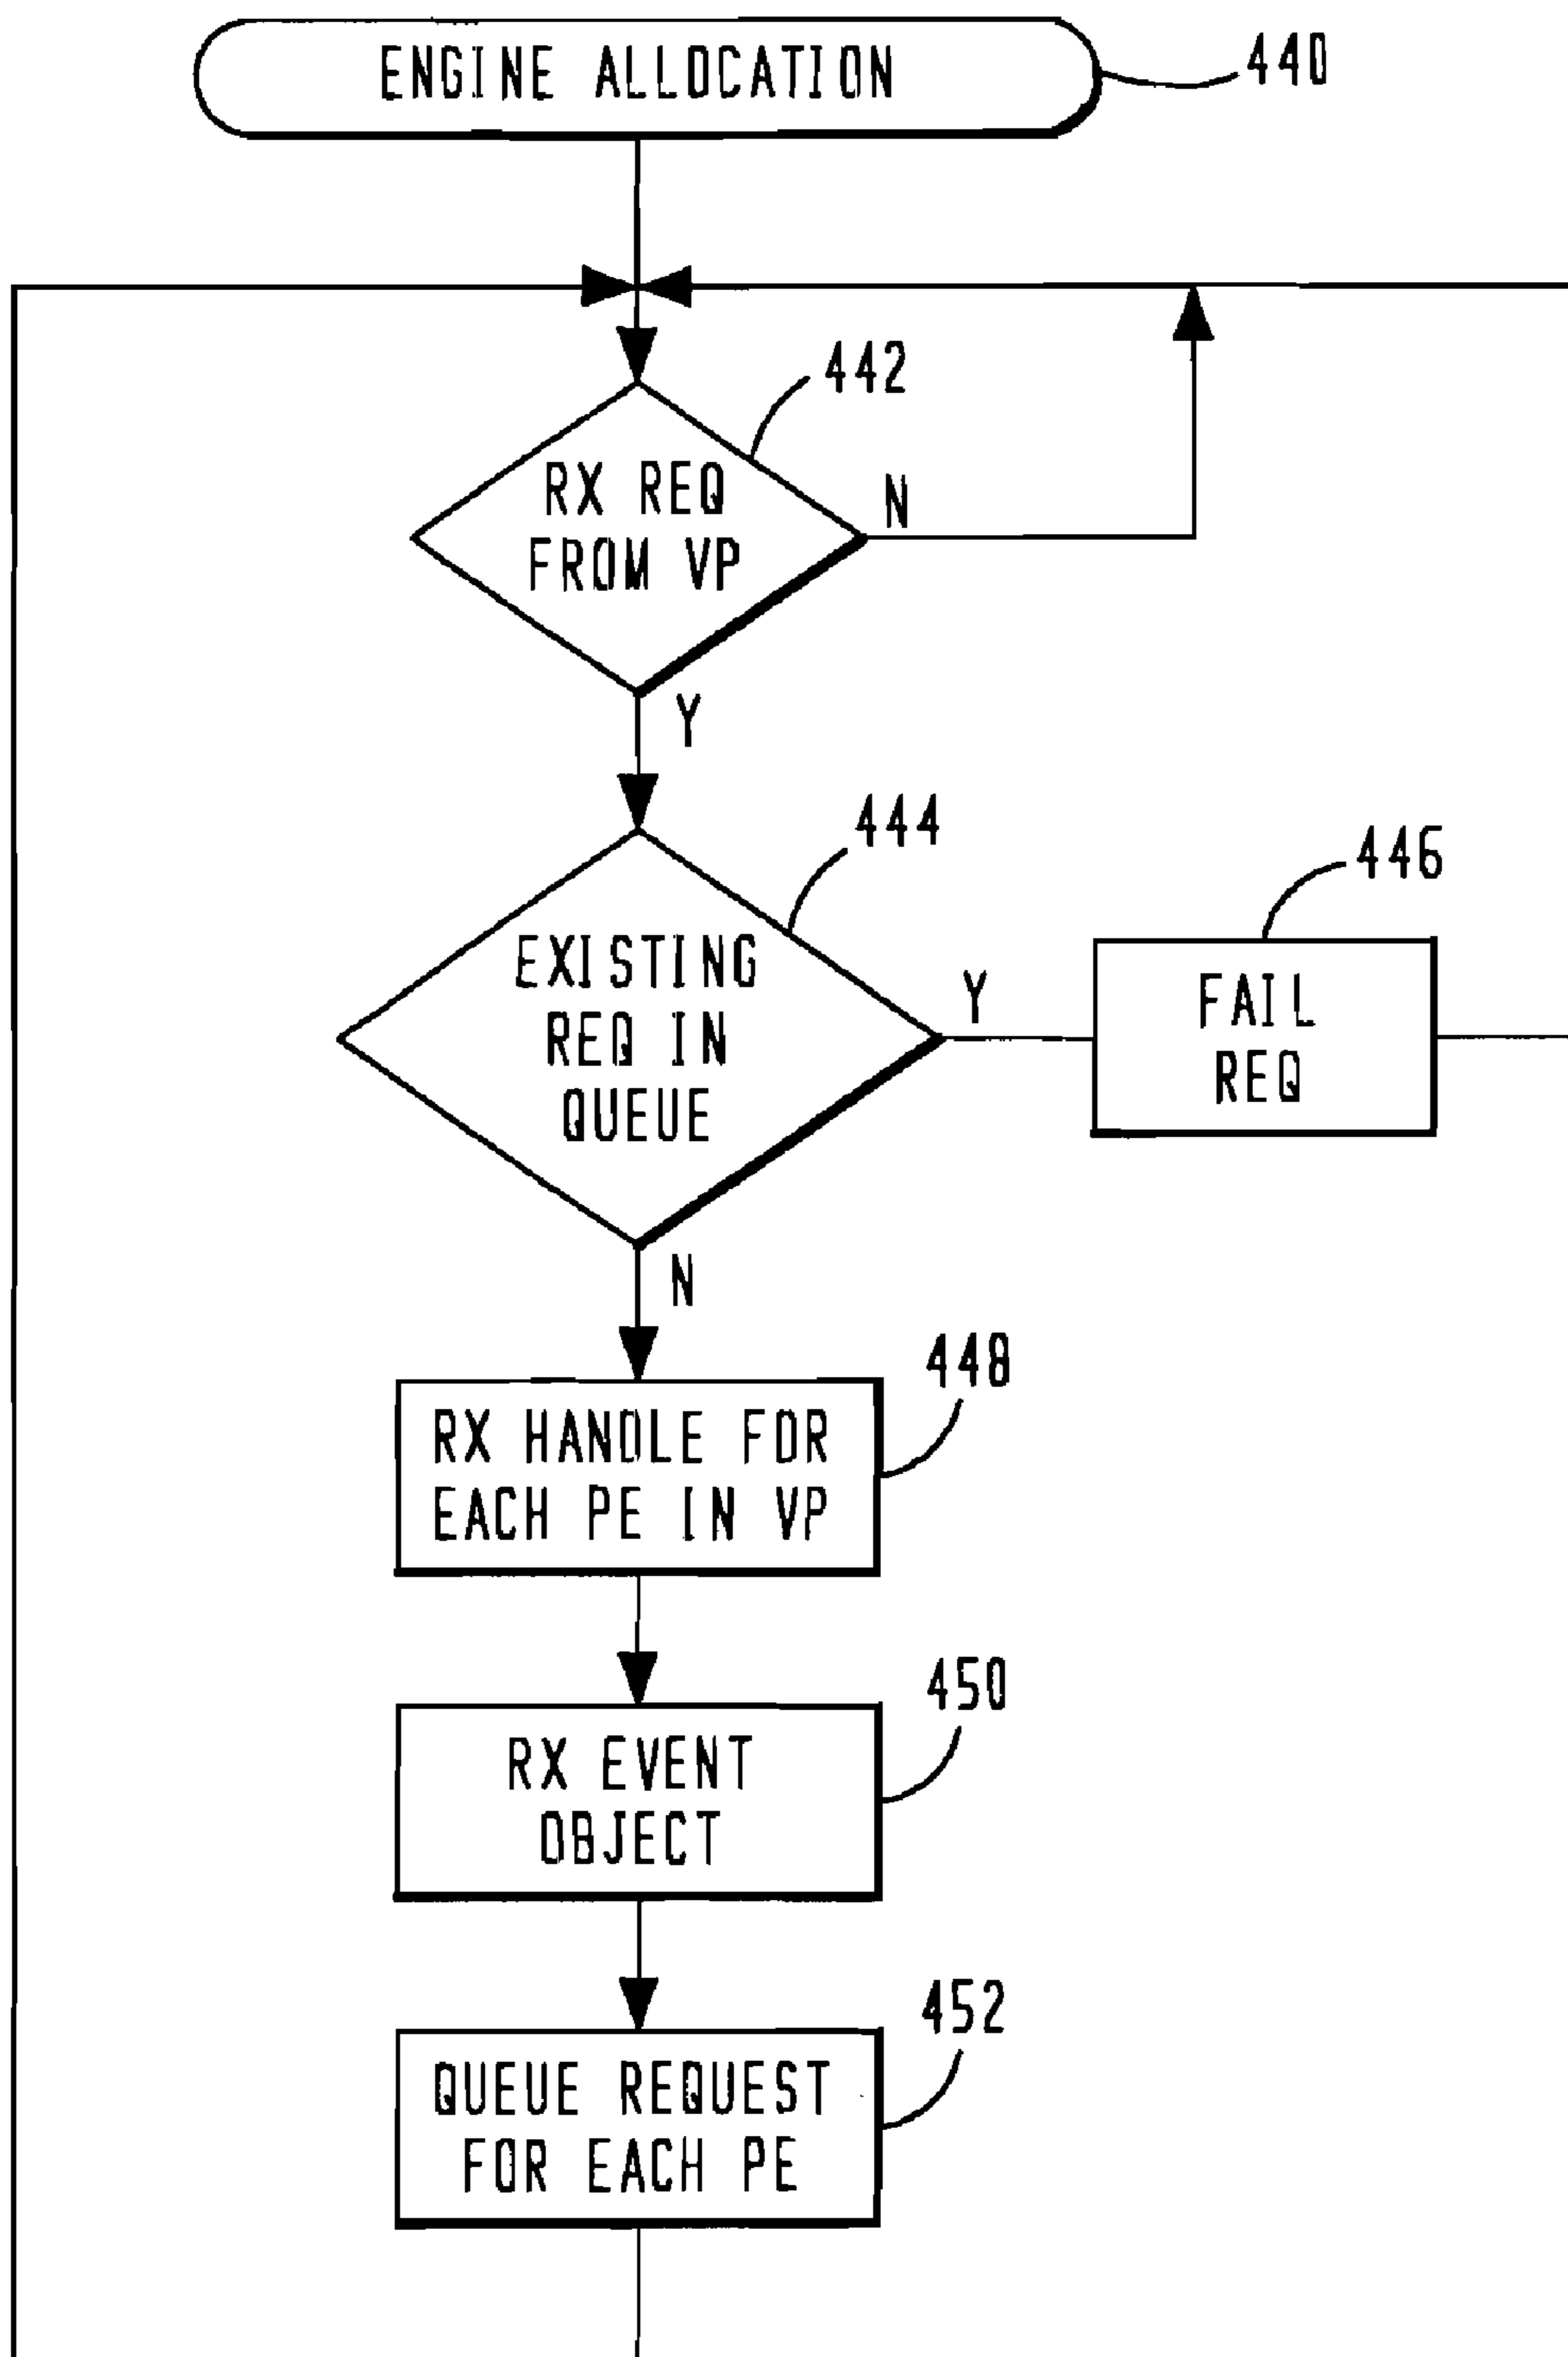 ENGINE ALLOCATION
440
442
RX REQ
FROM VP
N
Y
444
446
EXISTING
REQ IN
QUEUE
Y
FAIL
REQ
N
448
RX HANDLE FOR
EACH PE IN VP
450
RX EVENT
OBJECT
452
QUEUE REQUEST
FOR EACH PE